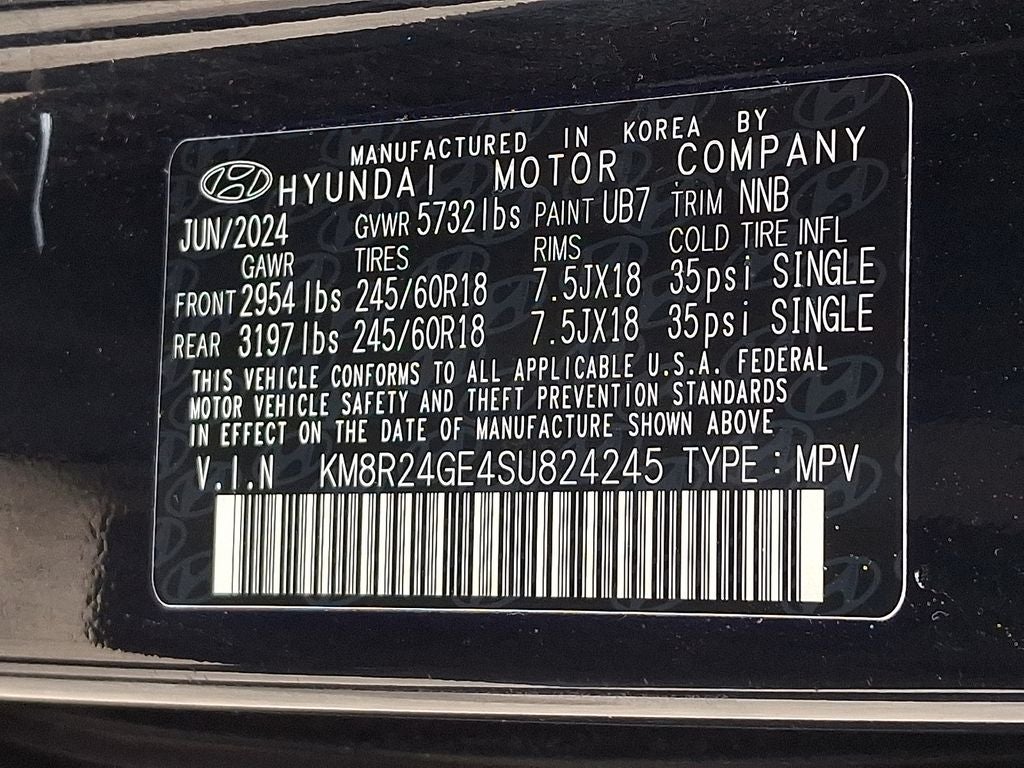 MANUFACTURED IN KOREA BY
HYUNDAI MOTOR COMPANY
JUN/2024 GVWR 5732lbs PAINT UB7 TRIM NNB
GAWR TIRES RIMS COLD TIRE INFL
FRONT 2954lbs 245/60R18 7.5JX18 35psi SINGLE
REAR 3197lbs 245/60R18 7.5JX18 35psi SINGLE
THIS VEHICLE CONFORMS TO ALL APPLICABLE U.S.A. FEDERAL
MOTOR VEHICLE SAFETY AND THEFT PREVENTION STANDARDS
IN EFFECT ON THE DATE OF MANUFACTURE SHOWN ABOVE
V.I.N KM8R24GE4SU824245 TYPE : MPV